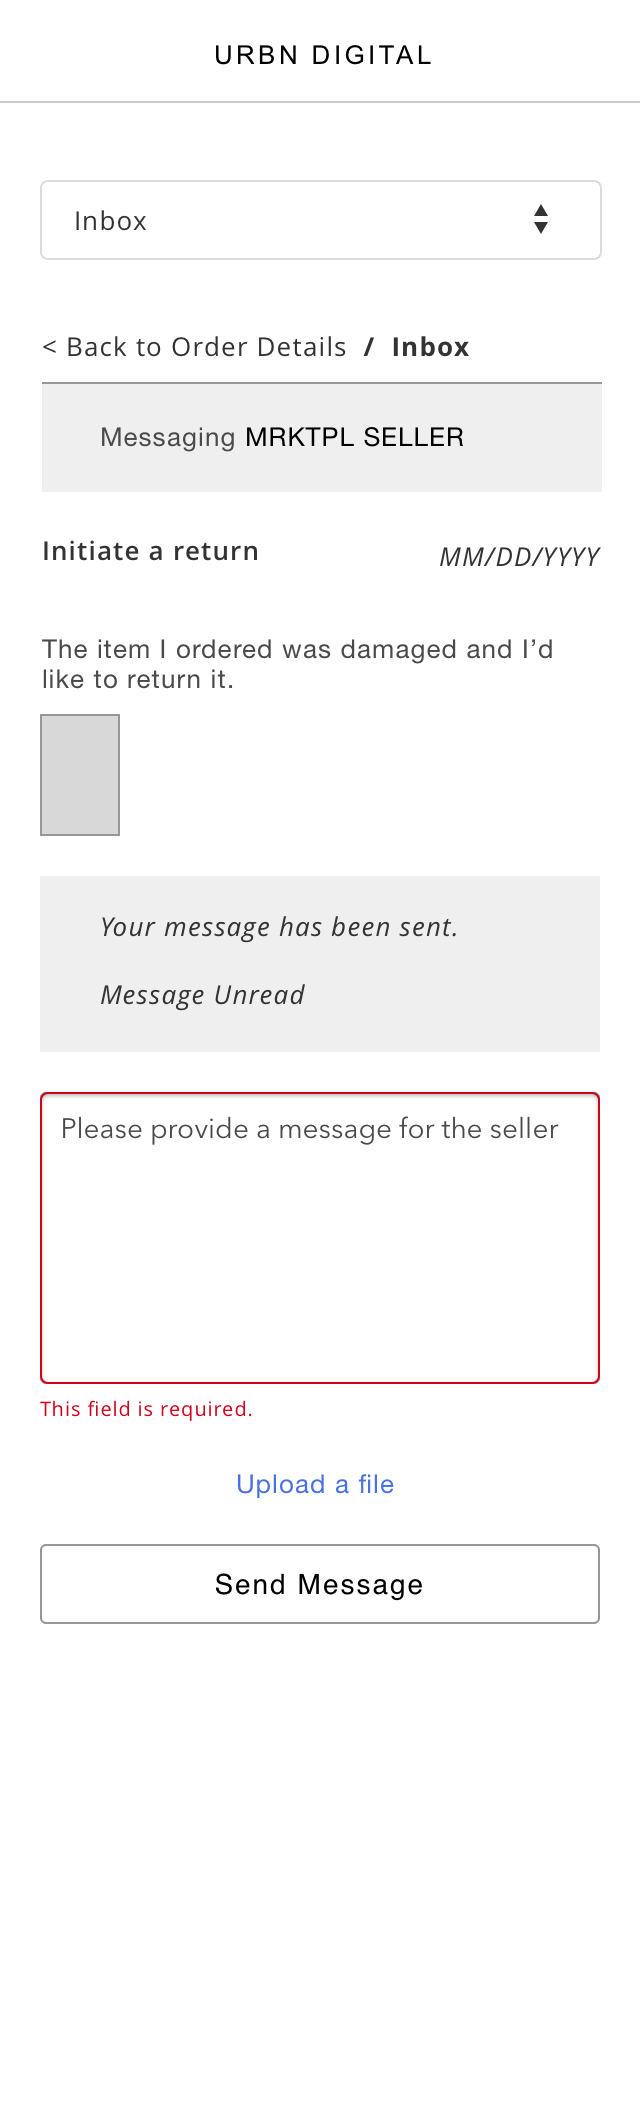 URBN DIGITAL
Inbox
< Back to Order Details / Inbox
Messaging MRKTPL SELLER
Initiate a return MM/DD/YYYY
The item I ordered was damaged and I’d
like to return it.
Your message has been sent.
Message Unread
Please provide a message for the seller
This field is required.
Upload a file
Send Message